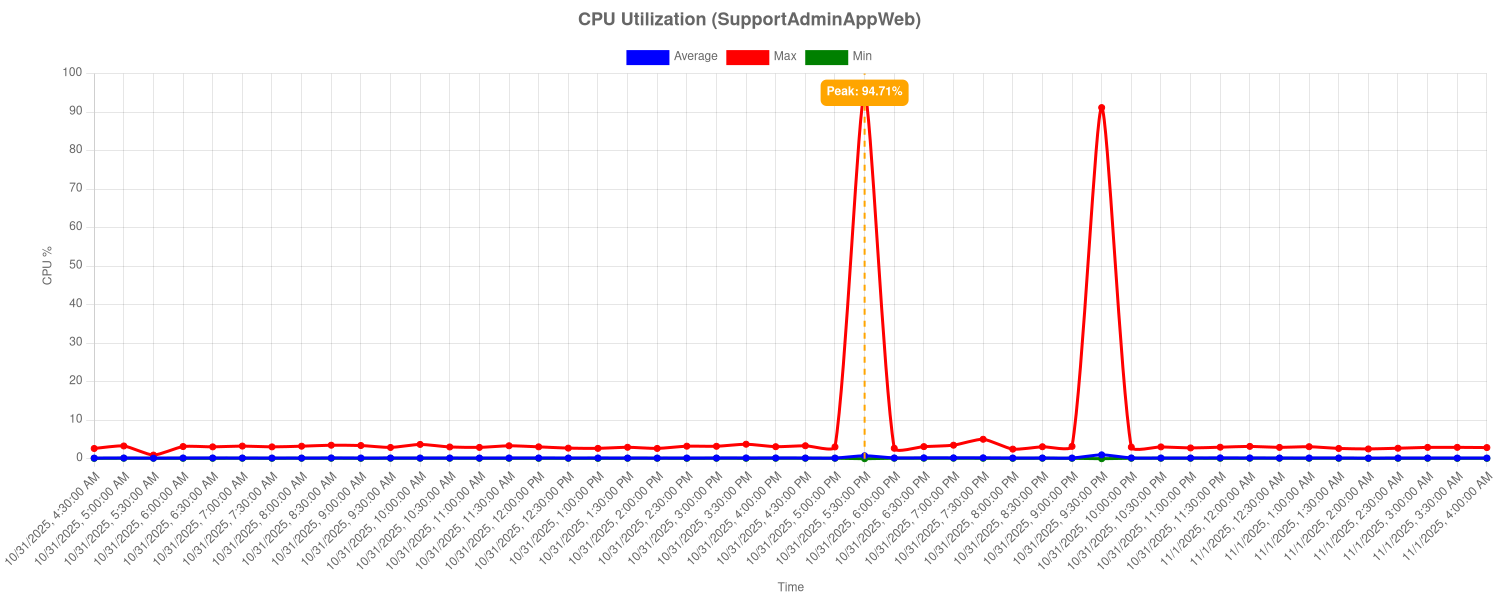 CPU Utilization (SupportAdminAppWeb)
Average Max Min
Peak: 94.71%
CPU %
100
90
80
70
60
50
40
30
20
10
0
10/31/2025, 4:30:00 AM
10/31/2025, 5:00:00 AM
10/31/2025, 5:30:00 AM
10/31/2025, 6:00:00 AM
10/31/2025, 6:30:00 AM
10/31/2025, 7:00:00 AM
10/31/2025, 7:30:00 AM
10/31/2025, 8:00:00 AM
10/31/2025, 8:30:00 AM
10/31/2025, 9:00:00 AM
10/31/2025, 9:30:00 AM
10/31/2025, 10:00:00 AM
10/31/2025, 10:30:00 AM
10/31/2025, 11:00:00 AM
10/31/2025, 11:30:00 AM
10/31/2025, 12:00:00 PM
10/31/2025, 12:30:00 PM
10/31/2025, 1:00:00 PM
10/31/2025, 1:30:00 PM
10/31/2025, 2:00:00 PM
10/31/2025, 2:30:00 PM
10/31/2025, 3:00:00 PM
10/31/2025, 3:30:00 PM
10/31/2025, 4:00:00 PM
10/31/2025, 4:30:00 PM
10/31/2025, 5:00:00 PM
10/31/2025, 5:30:00 PM
10/31/2025, 6:00:00 PM
10/31/2025, 6:30:00 PM
10/31/2025, 7:00:00 PM
10/31/2025, 7:30:00 PM
10/31/2025, 8:00:00 PM
10/31/2025, 8:30:00 PM
10/31/2025, 9:00:00 PM
10/31/2025, 9:30:00 PM
10/31/2025, 10:00:00 PM
10/31/2025, 10:30:00 PM
10/31/2025, 11:00:00 PM
10/31/2025, 11:30:00 PM
11/1/2025, 12:00:00 AM
11/1/2025, 12:30:00 AM
11/1/2025, 1:00:00 AM
11/1/2025, 1:30:00 AM
11/1/2025, 2:00:00 AM
11/1/2025, 2:30:00 AM
11/1/2025, 3:00:00 AM
11/1/2025, 3:30:00 AM
11/1/2025, 4:00:00 AM
Time